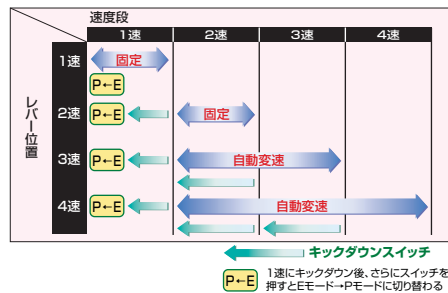 速度段
1速 2速 3速 4速
レバー位置
1速 固定
P←E
2速 P←E 固定
3速 P←E 自動変速
4速 P←E 自動変速
キックダウンスイッチ
P←E 1速にキックダウン後、さらにスイッチを
押すとEモード→Pモードに切り替わる